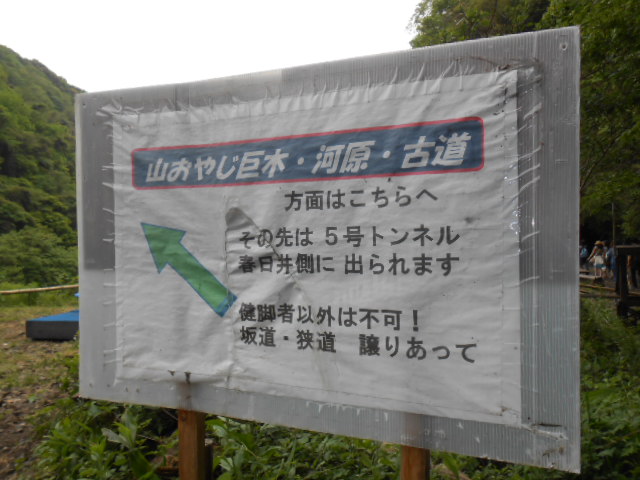 山おやじ巨木・河原・古道
方面はこちらへ
その先は 5号トンネル
春日井側に 出られます
健脚者以外は不可！
坂道・狭道 譲りあって